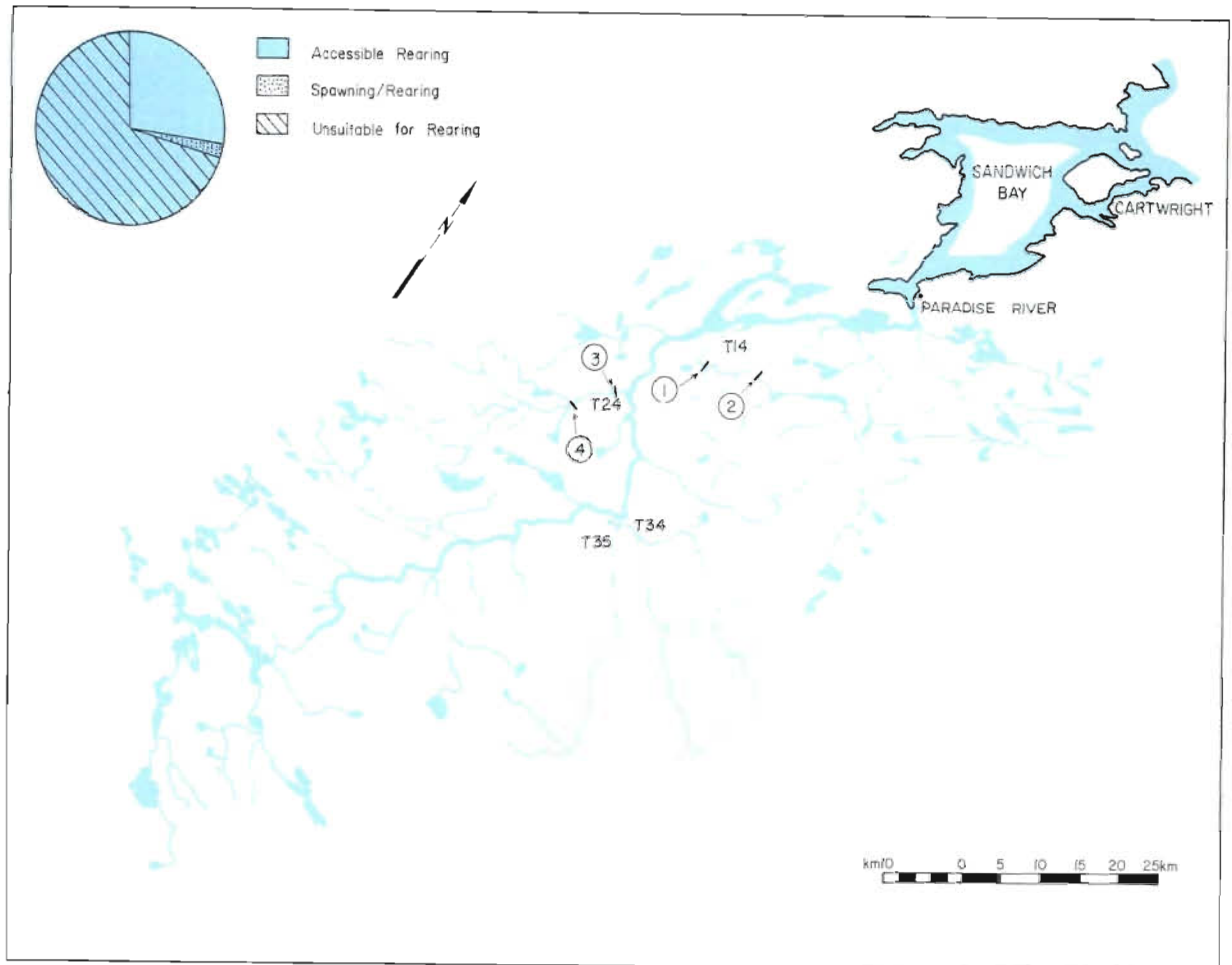 Accessible Rearing
Spawning/Rearing
Unsuitable for Rearing
N
SANDWICH
BAY
CARTWRIGHT
PARADISE RIVER
T14
3
1
2
T24
4
T34
T35
km10 0 5 10 15 20 25km